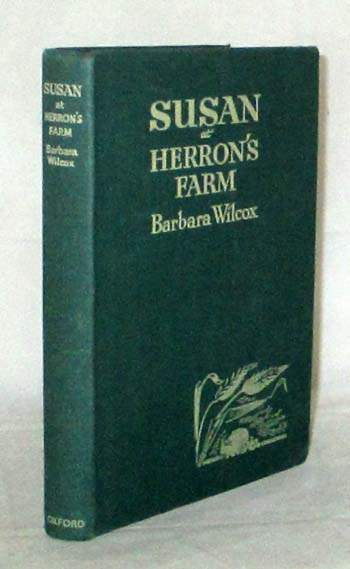 SUSAN
at
HERRON'S
FARM
Barbara
Wilcox
OXFORD
SUSAN
at
HERRON'S
FARM
Barbara Wilcox